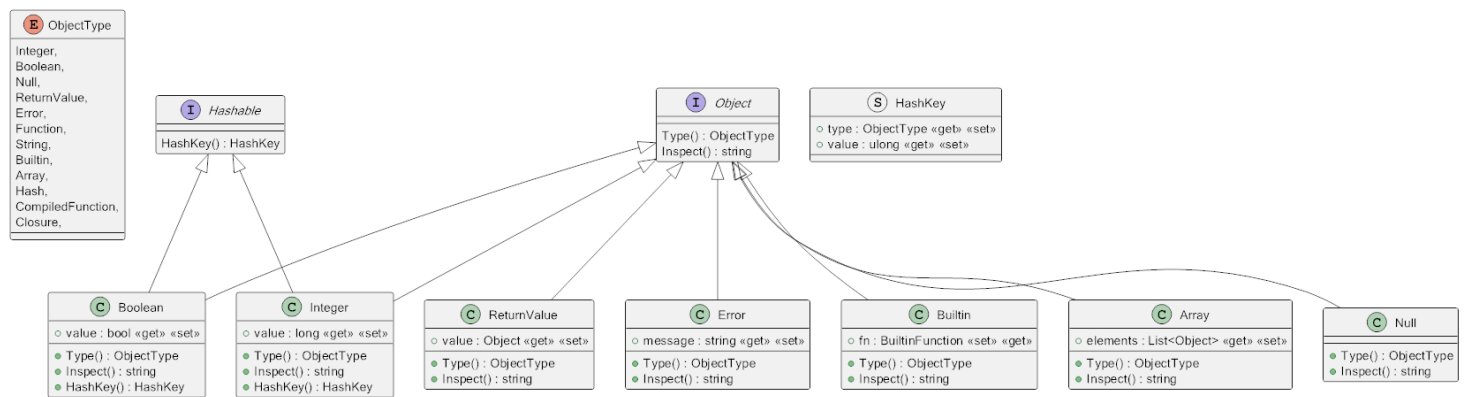 E ObjectType
Integer,
Boolean,
Null,
ReturnValue,
Error,
Function,
String,
Builtin,
Array,
Hash,
CompiledFunction,
Closure,
I Hashable
HashKey() : HashKey
I Object
Type() : ObjectType
Inspect() : string
S HashKey
type : ObjectType «get» «set»
value : ulong «get» «set»
C Boolean
value : bool «get» «set»
Type() : ObjectType
Inspect() : string
HashKey() : HashKey
C Integer
value : long «get» «set»
Type() : ObjectType
Inspect() : string
HashKey() : HashKey
C ReturnValue
value : Object «get» «set»
Type() : ObjectType
Inspect() : string
C Error
message : string «get» «set»
Type() : ObjectType
Inspect() : string
C Builtin
fn : BuiltinFunction «set» «get»
Type() : ObjectType
Inspect() : string
C Array
elements : List<Object> «get» «set»
Type() : ObjectType
Inspect() : string
C Null
Type() : ObjectType
Inspect() : string